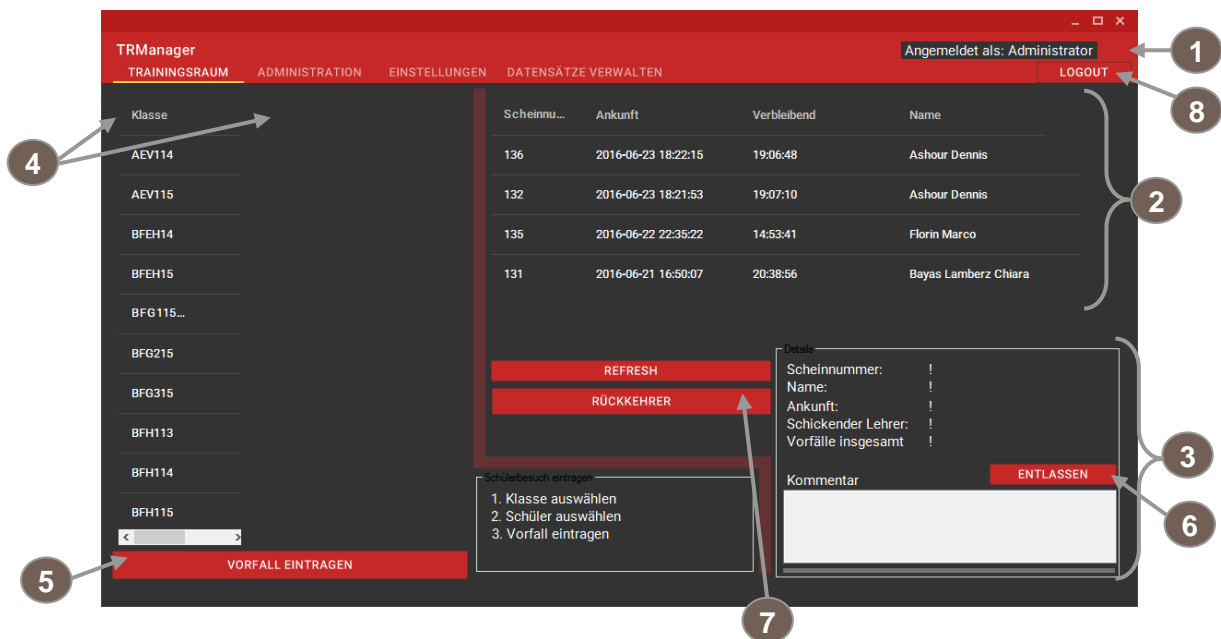 TRManager
Angemeldet als: Administrator
1
TRAININGSRAUM ADMINISTRATION EINSTELLUNGEN DATENSÄTZE VERWALTEN
LOGOUT
8
Klasse
4
AEV114
AEV115
BFEH14
BFEH15
BFG115...
BFG215
BFG315
BFH113
BFH114
BFH115
VORFALL EINTRAGEN
5
Scheinnu... Ankunft Verbleibend Name
136 2016-06-23 18:22:15 19:06:48 Ashour Dennis
132 2016-06-23 18:21:53 19:07:10 Ashour Dennis
135 2016-06-22 22:35:22 14:53:41 Florin Marco
131 2016-06-21 16:50:07 20:38:56 Bayas Lamberz Chiara
2
REFRESH
RÜCKKEHRER
7
Schülerbesuch eintragen
1. Klasse auswählen
2. Schüler auswählen
3. Vorfall eintragen
Details
Scheinnummer: !
Name: !
Ankunft: !
Schickender Lehrer: !
Vorfälle insgesamt !
3
Kommentar
ENTLASSEN
6